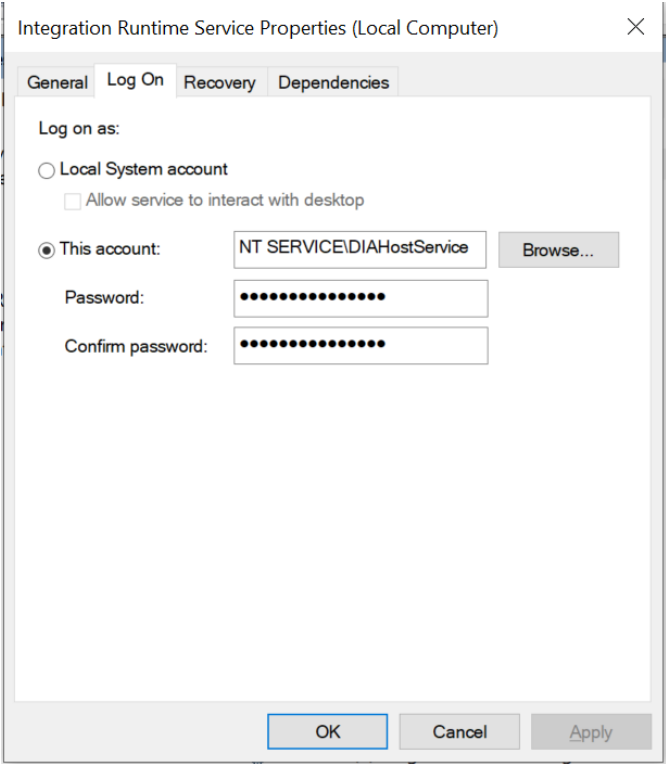 Integration Runtime Service Properties (Local Computer)
General Log On Recovery Dependencies
Log on as:
Local System account
Allow service to interact with desktop
This account: NT SERVICE\DIAHostService Browse...
Password: •••••••••••••••
Confirm password: •••••••••••••••
OK Cancel Apply